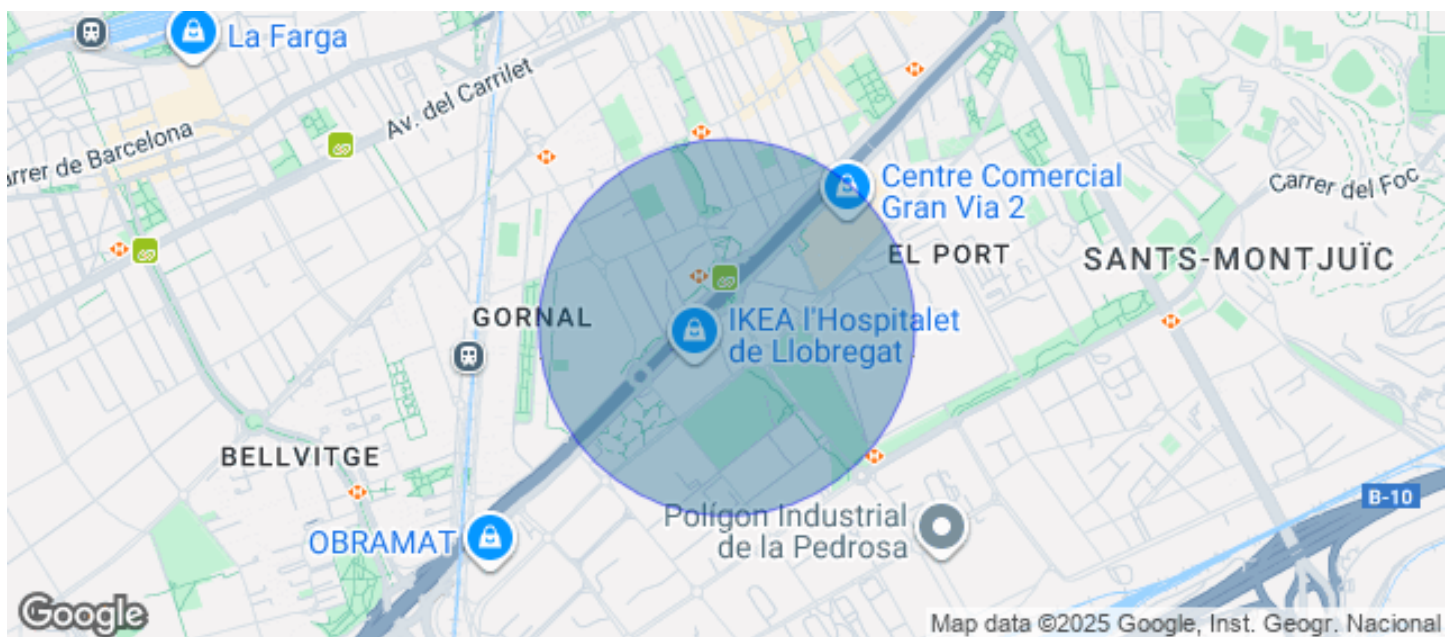 La Farga
Av. del Carrilet
arrer de Barcelona
Centre Comercial
Gran Via 2
Carrer del Foc
EL PORT
SANTS-MONTJUÏC
GORNAL
IKEA l'Hospitalet
de Llobregat
BELLVITGE
B-10
Polígon Industrial
de la Pedrosa
OBRAMAT
Google
Map data ©2025 Google, Inst. Geogr. Nacional